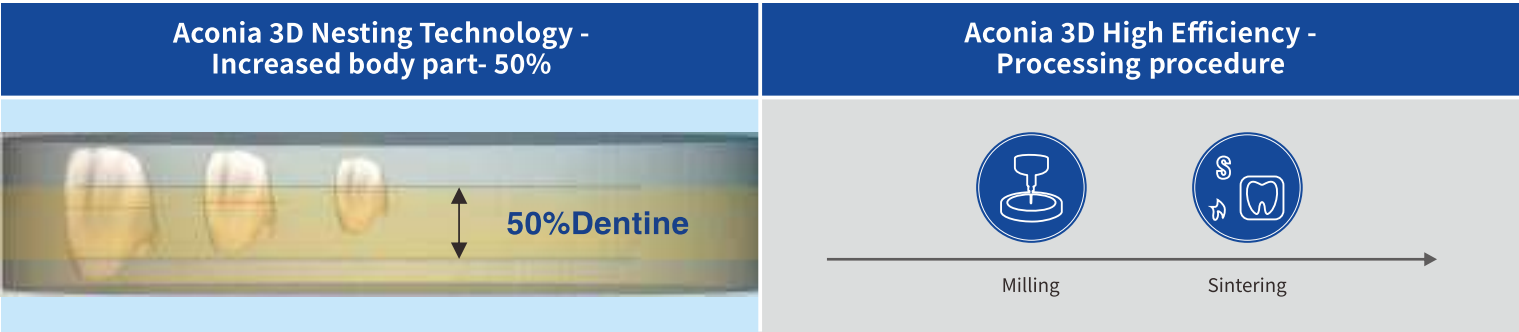 Aconia 3D Nesting Technology -
Increased body part- 50%
50%Dentine
Aconia 3D High Efficiency -
Processing procedure
S
Milling
Sintering